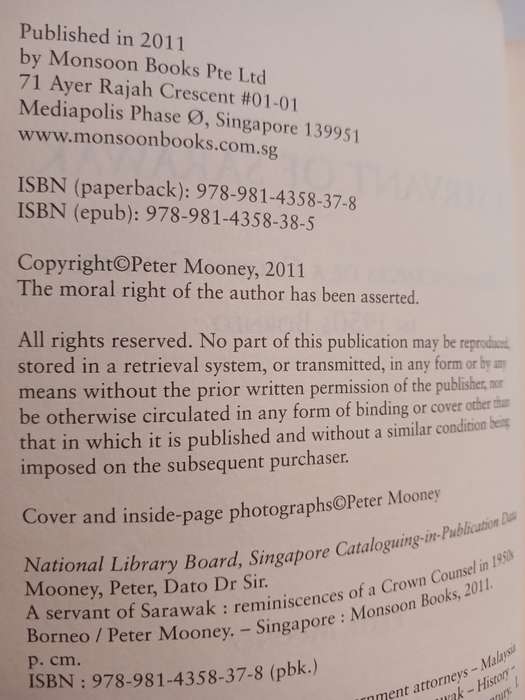 Published in 2011
by Monsoon Books Pte Ltd
71 Ayer Rajah Crescent #01-01
Mediapolis Phase Ø, Singapore 139951
www.monsoonbooks.com.sg
ISBN (paperback): 978-981-4358-37-8
ISBN (epub): 978-981-4358-38-5
Copyright©Peter Mooney, 2011
The moral right of the author has been asserted.
All rights reserved. No part of this publication may be reproduced,
stored in a retrieval system, or transmitted, in any form or by any
means without the prior written permission of the publisher, nor
be otherwise circulated in any form of binding or cover other than
that in which it is published and without a similar condition being
imposed on the subsequent purchaser.
Cover and inside-page photographs©Peter Mooney
National Library Board, Singapore Cataloguing-in-Publication Data
Mooney, Peter, Dato Dr Sir.
A servant of Sarawak : reminiscences of a Crown Counsel in 1950s
Borneo / Peter Mooney. – Singapore : Monsoon Books, 2011.
p. cm.
ISBN : 978-981-4358-37-8 (pbk.)
attorneys – Malaysia
– History –